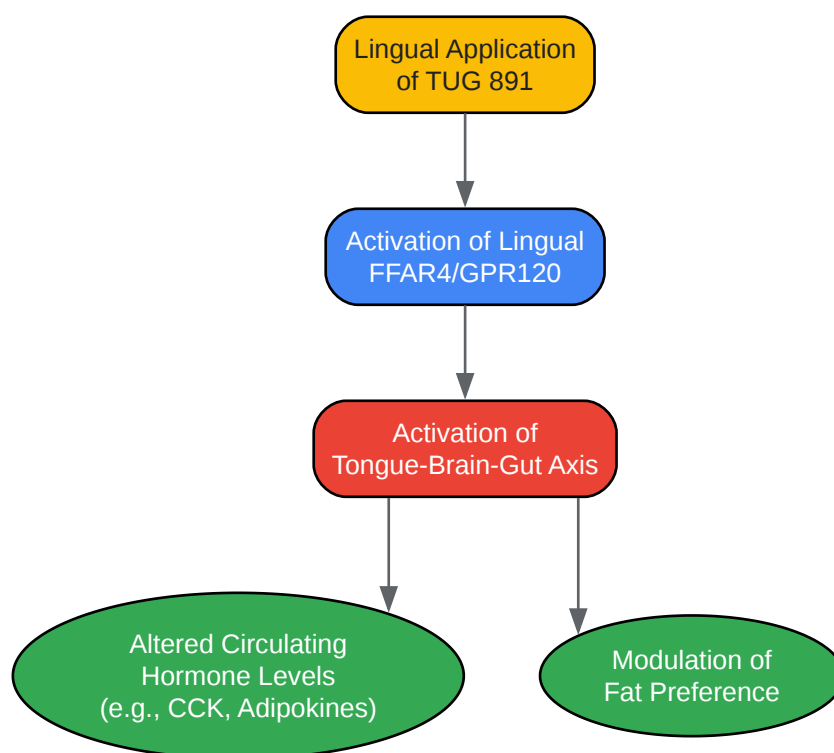 Lingual Application
of TUG 891
Activation of Lingual
FFAR4/GPR120
Activation of
Tongue-Brain-Gut Axis
Altered Circulating
Hormone Levels
(e.g., CCK, Adipokines)
Modulation of
Fat Preference